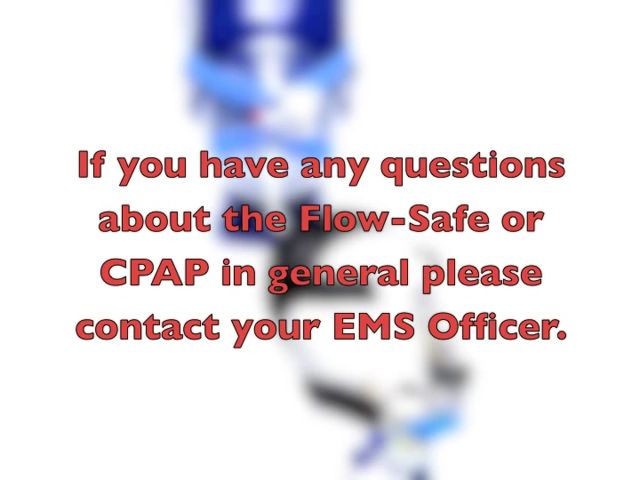 If you have any questions
about the Flow-Safe or
CPAP in general please
contact your EMS Officer.